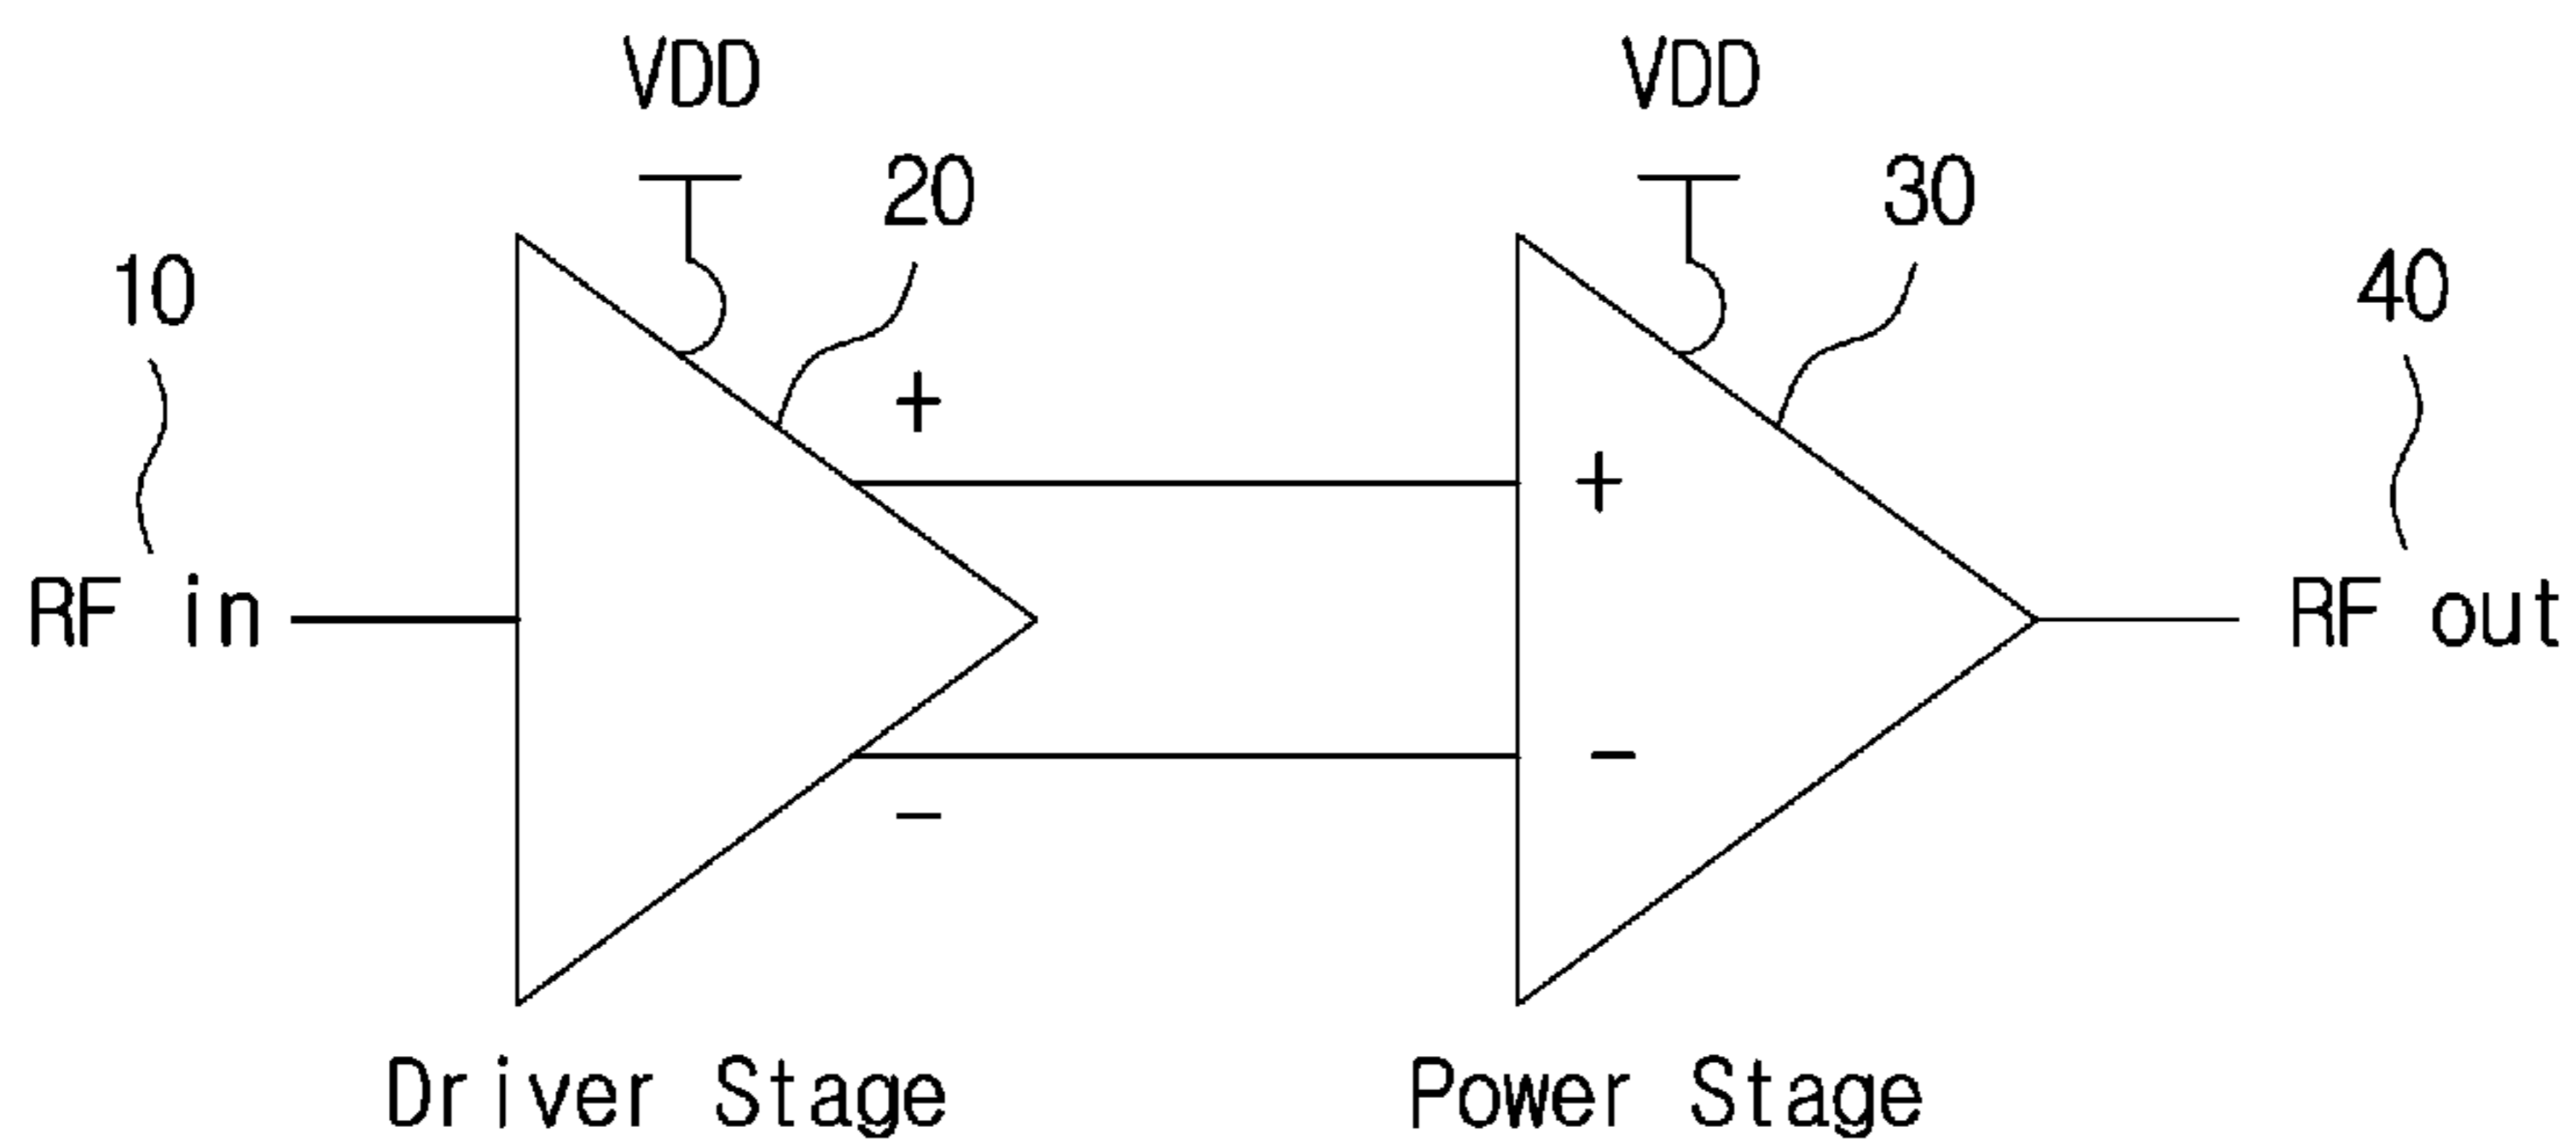 VDD
VDD
20
30
10
40
+
+
RF in
RF out
-
-
Driver Stage
Power Stage